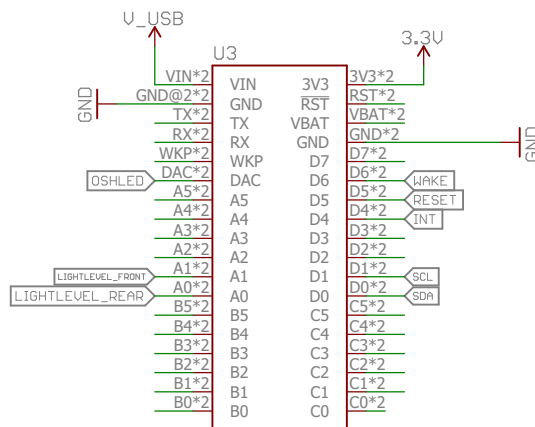 V_USB
3.3V
U3
VIN*2 VIN 3V3 3V3*2
GND GND@2*2 GND RST RST*2
TX*2 TX VBAT VBAT*2
RX*2 RX GND GND*2 GND
WKP*2 WKP D7 D7*2
OSHLED DAC*2 DAC D6 D6*2 WAKE
A5*2 A5 D5 D5*2 RESET
A4*2 A4 D4 D4*2 INT
A3*2 A3 D3 D3*2
A2*2 A2 D2 D2*2
LIGHTLEVEL_FRONT A1*2 A1 D1 D1*2 SCL
LIGHTLEVEL_REAR A0*2 A0 D0 D0*2 SDA
B5*2 B5 C5 C5*2
B4*2 B4 C4 C4*2
B3*2 B3 C3 C3*2
B2*2 B2 C2 C2*2
B1*2 B1 C1 C1*2
B0*2 B0 C0 C0*2